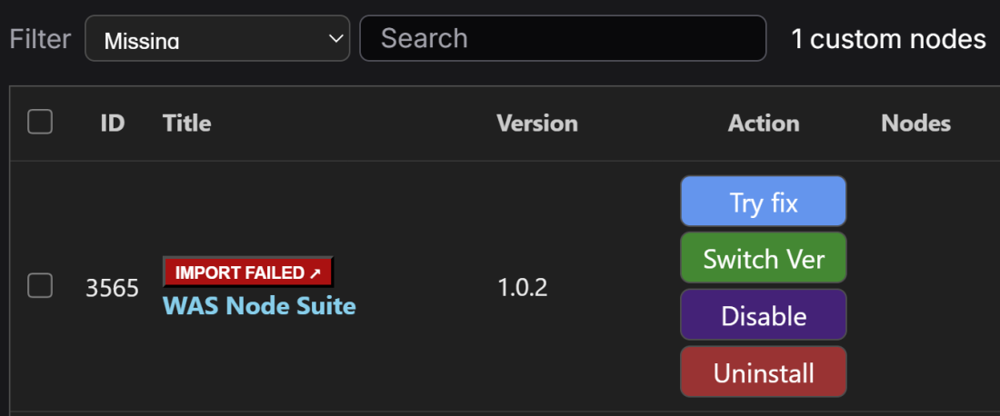 Filter Missing Search 1 custom nodes
ID Title Version Action Nodes
Try fix
Switch Ver
IMPORT FAILED ↗
3565 WAS Node Suite 1.0.2
Disable
Uninstall